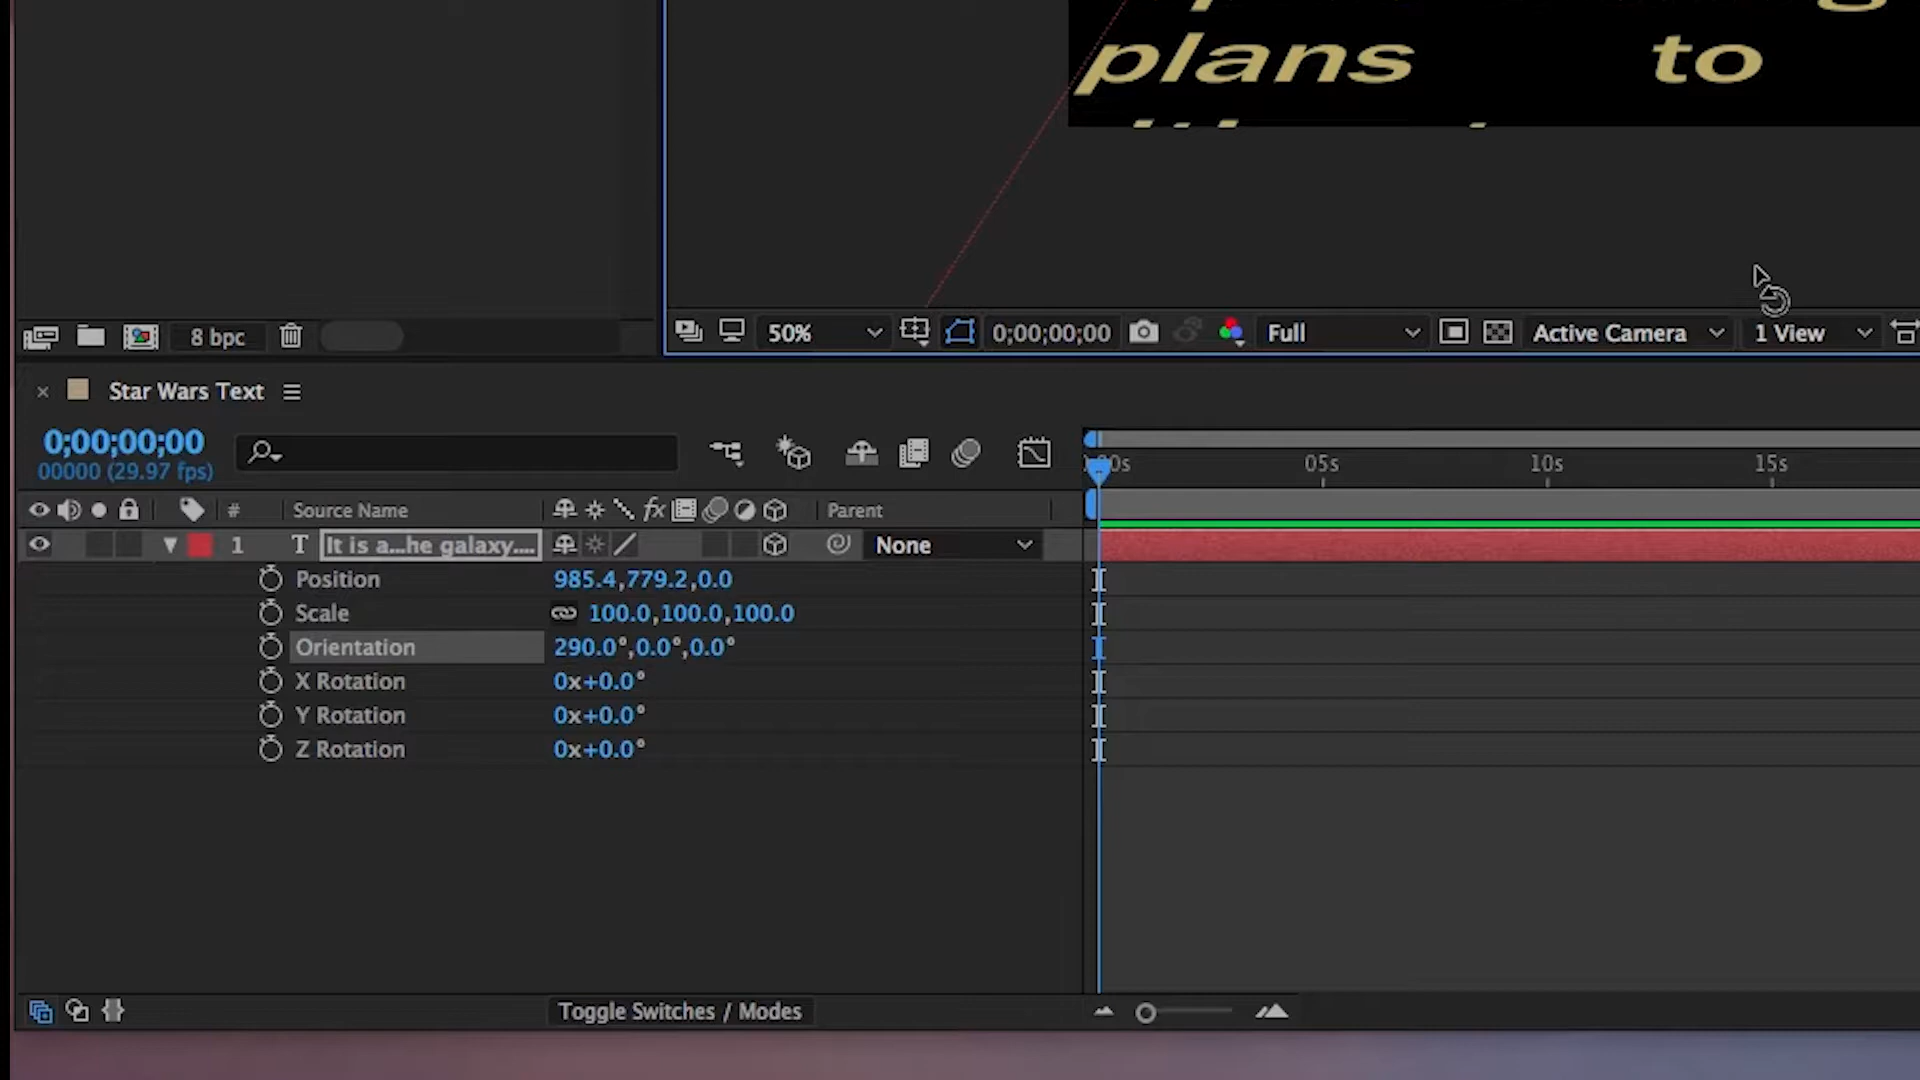 plans to
8 bpc
50%
0;00;00;00
Full
Active Camera
1 View
Star Wars Text
0;00;00;00
00000 (29.97 fps)
05s
10s
15s
#
Source Name
fx
Parent
1
T
It is a...he galaxy....
None
Position
985.4,779.2,0.0
Scale
100.0,100.0,100.0
Orientation
290.0°,0.0°,0.0°
X Rotation
0x+0.0°
Y Rotation
0x+0.0°
Z Rotation
0x+0.0°
Toggle Switches / Modes